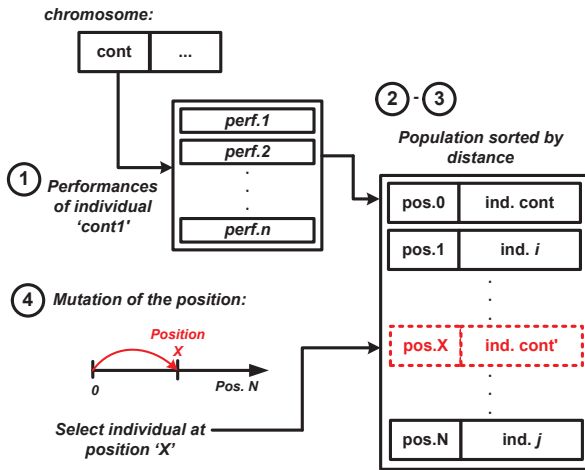 chromosome:
cont
...
perf.1
perf.2
perf.n
1
Performances
of individual
'cont1'
2 - 3
Population sorted by
distance
pos.0
ind. cont
pos.1
ind. i
pos.X
ind. cont'
pos.N
ind. j
4
Mutation of the position:
Position
X
0
Pos. N
Select individual at
position 'X'